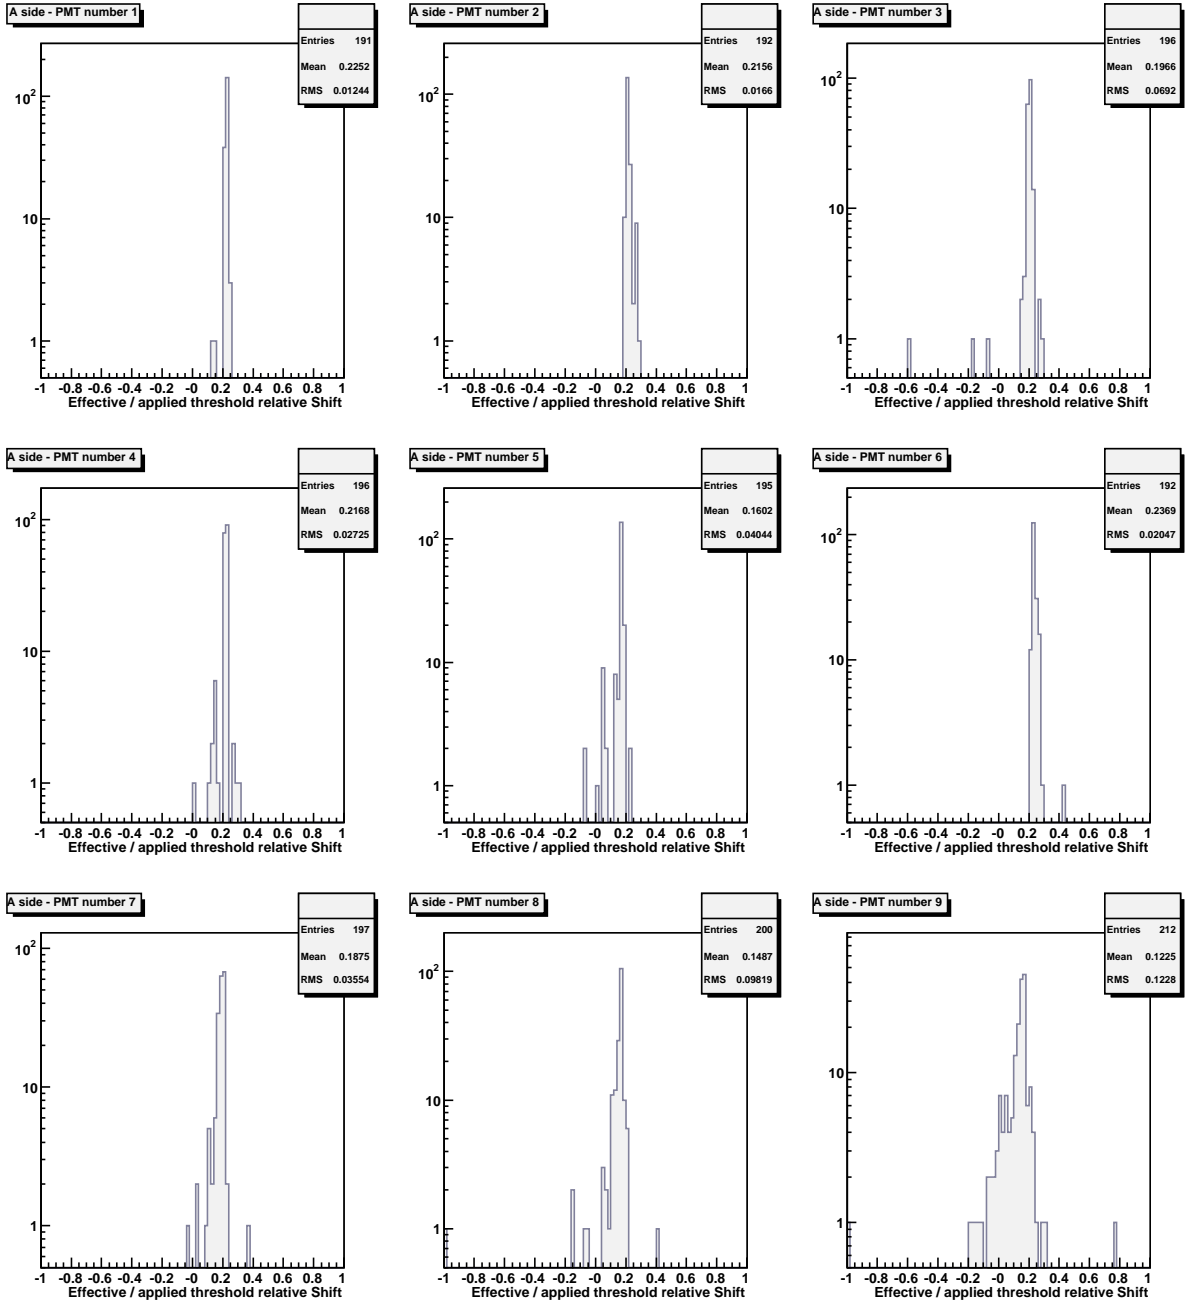 A side - PMT number 1
Entries 191
Mean 0.2252
RMS 0.01244
10²
10
1
-1 -0.8 -0.6 -0.4 -0.2 -0 0.2 0.4 0.6 0.8 1
Effective / applied threshold relative Shift
A side - PMT number 2
Entries 192
Mean 0.2156
RMS 0.0166
10²
10
1
-1 -0.8 -0.6 -0.4 -0.2 -0 0.2 0.4 0.6 0.8 1
Effective / applied threshold relative Shift
A side - PMT number 3
Entries 196
Mean 0.1966
RMS 0.0692
10²
10
1
-1 -0.8 -0.6 -0.4 -0.2 -0 0.2 0.4 0.6 0.8 1
Effective / applied threshold relative Shift
A side - PMT number 4
Entries 196
Mean 0.2168
RMS 0.02725
10²
10
1
-1 -0.8 -0.6 -0.4 -0.2 -0 0.2 0.4 0.6 0.8 1
Effective / applied threshold relative Shift
A side - PMT number 5
Entries 195
Mean 0.1602
RMS 0.04044
10²
10
1
-1 -0.8 -0.6 -0.4 -0.2 -0 0.2 0.4 0.6 0.8 1
Effective / applied threshold relative Shift
A side - PMT number 6
Entries 192
Mean 0.2369
RMS 0.02047
10²
10
1
-1 -0.8 -0.6 -0.4 -0.2 -0 0.2 0.4 0.6 0.8 1
Effective / applied threshold relative Shift
A side - PMT number 7
Entries 197
Mean 0.1875
RMS 0.03554
10²
10
1
-1 -0.8 -0.6 -0.4 -0.2 -0 0.2 0.4 0.6 0.8 1
Effective / applied threshold relative Shift
A side - PMT number 8
Entries 200
Mean 0.1487
RMS 0.09819
10²
10
1
-1 -0.8 -0.6 -0.4 -0.2 -0 0.2 0.4 0.6 0.8 1
Effective / applied threshold relative Shift
A side - PMT number 9
Entries 212
Mean 0.1225
RMS 0.1228
10
1
-1 -0.8 -0.6 -0.4 -0.2 -0 0.2 0.4 0.6 0.8 1
Effective / applied threshold relative Shift